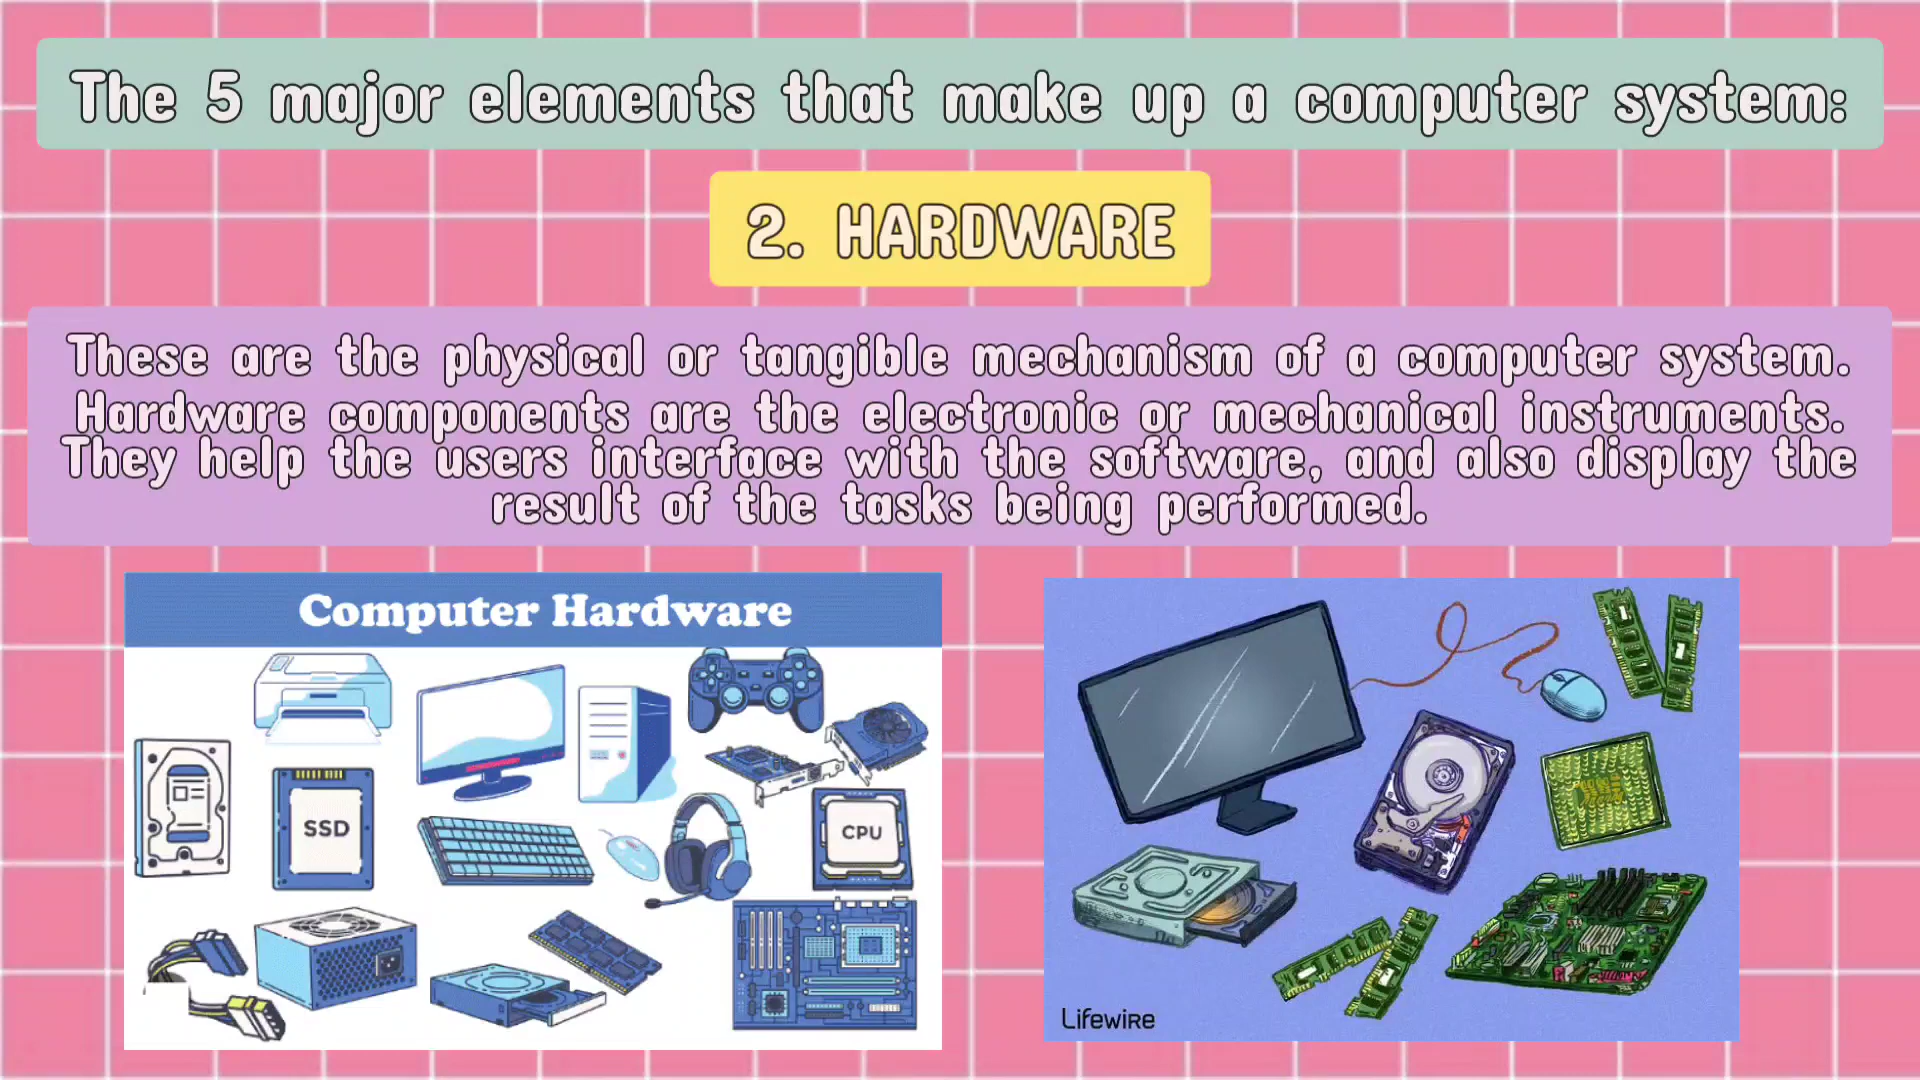 The 5 major elements that make up a computer system:
2. HARDWARE
These are the physical or tangible mechanism of a computer system.
Hardware components are the electronic or mechanical instruments.
They help the users interface with the software, and also display the
result of the tasks being performed.
Computer Hardware
SSD
CPU
Lifewire